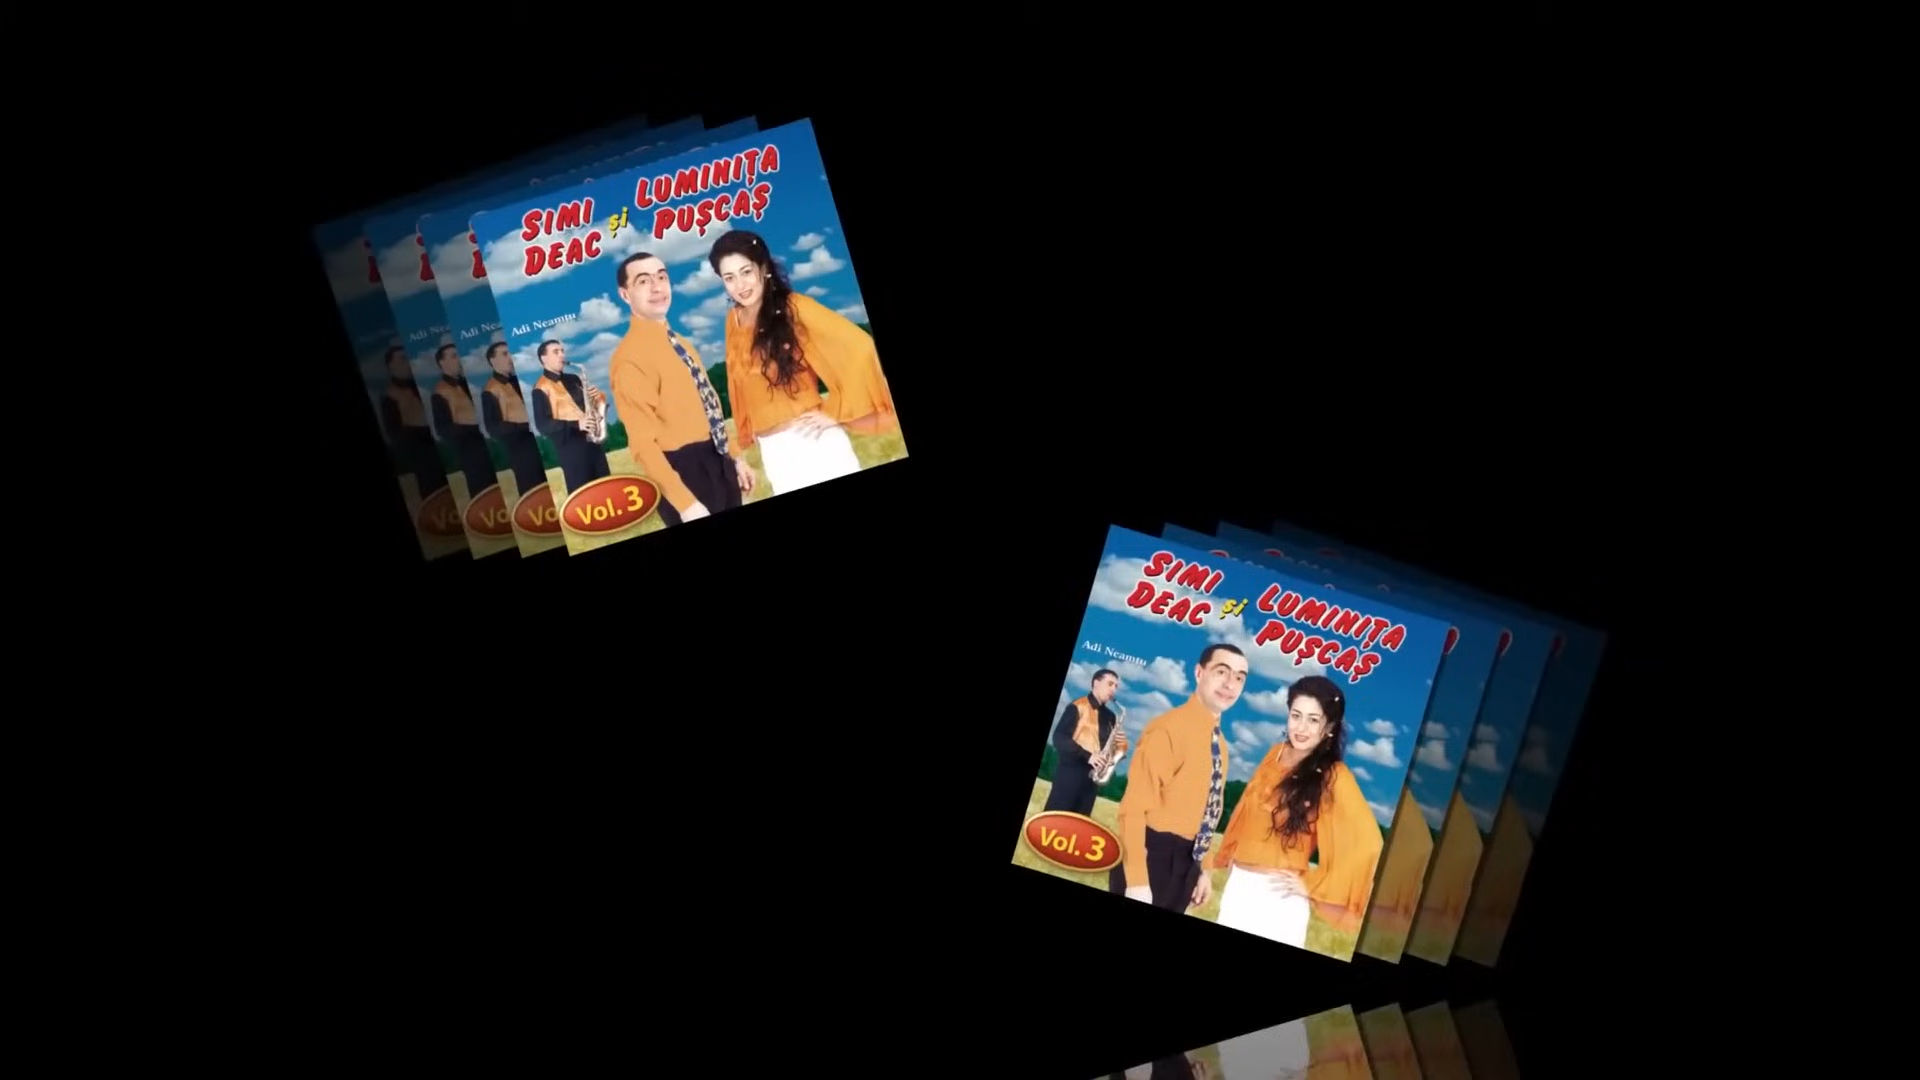 SIMI
DEAC
și
LUMINIȚA
PUȘCAȘ
Adi Neamțu
Vol. 3
SIMI
DEAC
și
LUMINIȚA
PUȘCAȘ
Adi Neamțu
Vol. 3